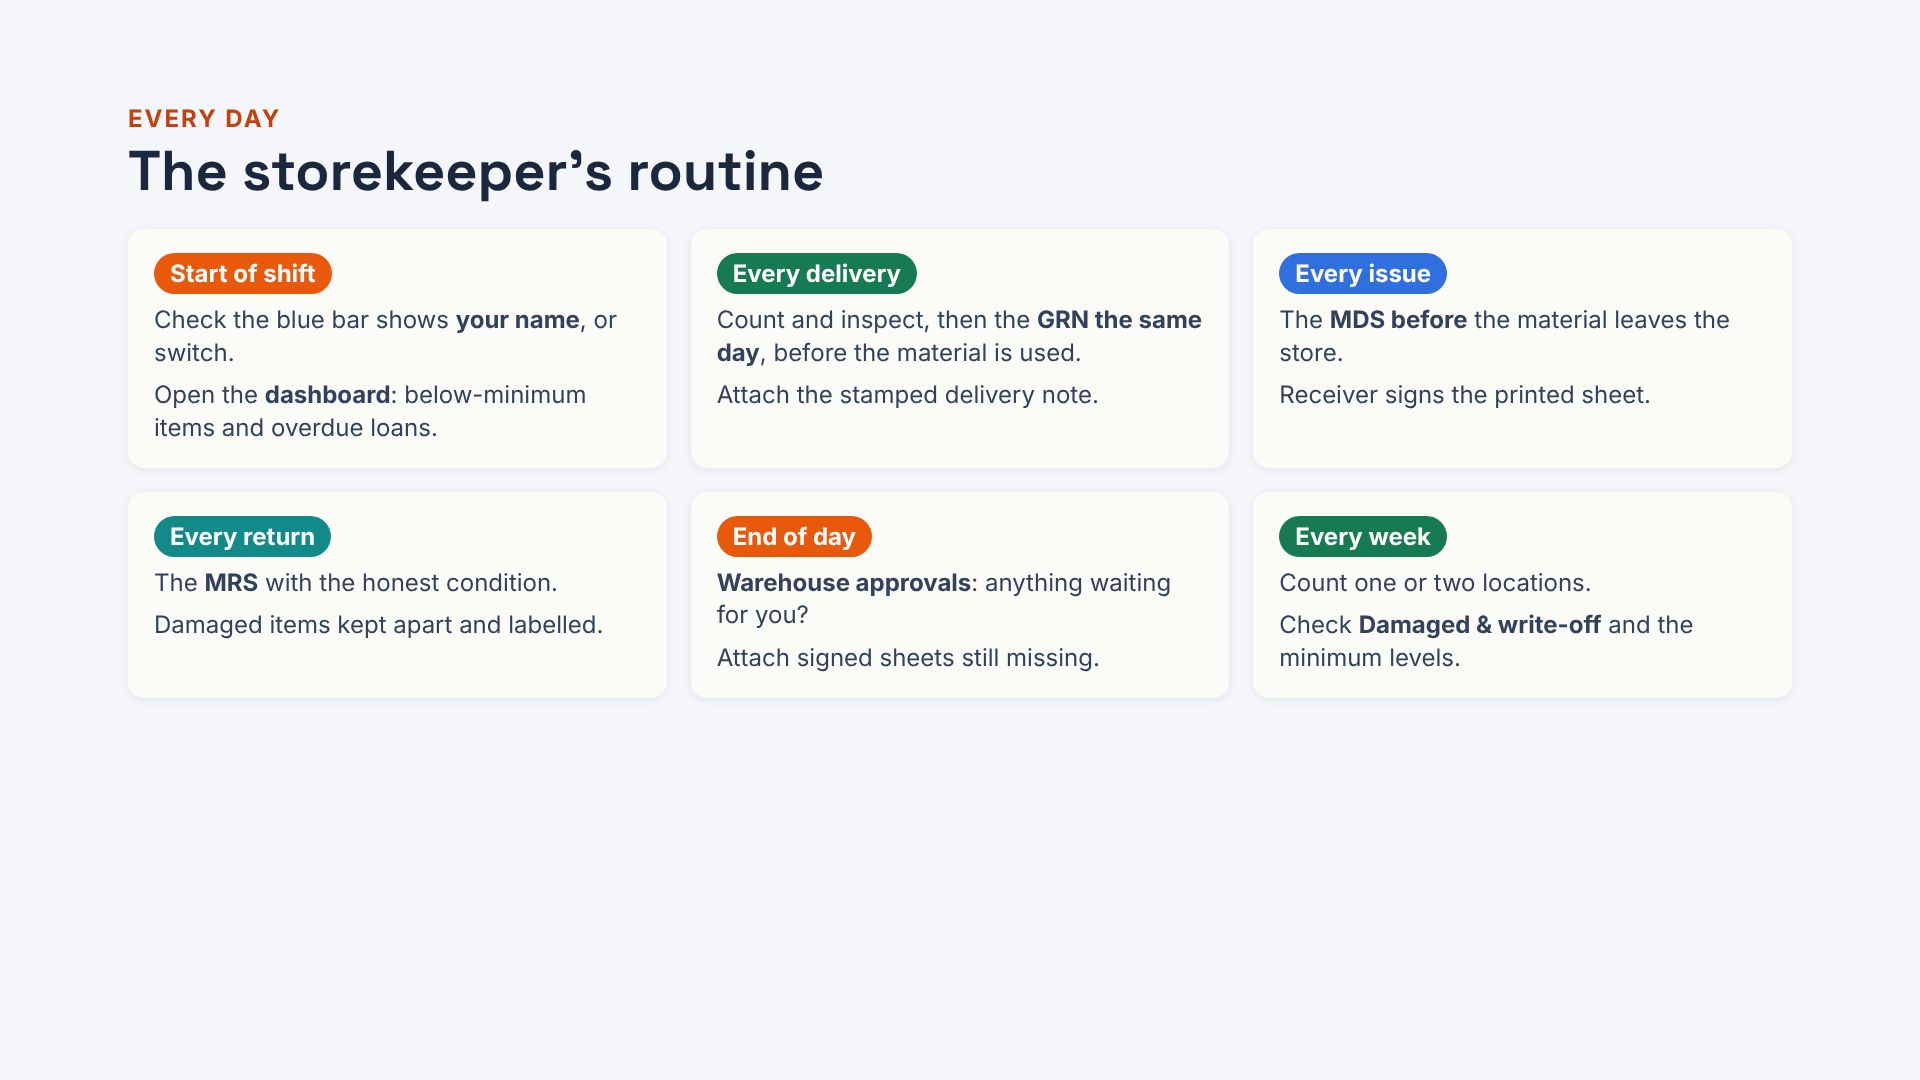 EVERY DAY
The storekeeper’s routine
Start of shift
Check the blue bar shows your name, or
switch.
Open the dashboard: below-minimum
items and overdue loans.
Every delivery
Count and inspect, then the GRN the same
day, before the material is used.
Attach the stamped delivery note.
Every issue
The MDS before the material leaves the
store.
Receiver signs the printed sheet.
Every return
The MRS with the honest condition.
Damaged items kept apart and labelled.
End of day
Warehouse approvals: anything waiting
for you?
Attach signed sheets still missing.
Every week
Count one or two locations.
Check Damaged & write-off and the
minimum levels.